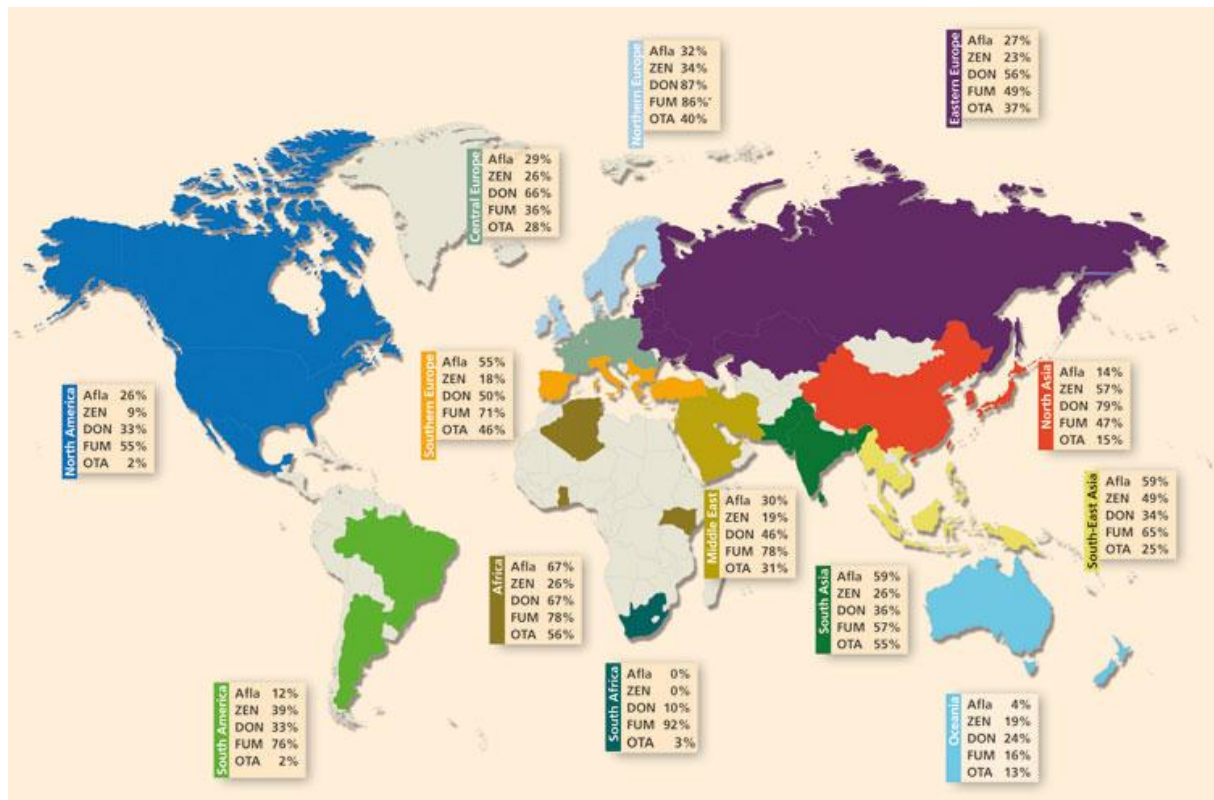 Northern Europe
Afla 32%
ZEN 34%
DON 87%
FUM 86%*
OTA 40%
Eastern Europe
Afla 27%
ZEN 23%
DON 56%
FUM 49%
OTA 37%
Central Europe
Afla 29%
ZEN 26%
DON 66%
FUM 36%
OTA 28%
Southern Europe
Afla 55%
ZEN 18%
DON 50%
FUM 71%
OTA 46%
North America
Afla 26%
ZEN 9%
DON 33%
FUM 55%
OTA 2%
North Asia
Afla 14%
ZEN 57%
DON 79%
FUM 47%
OTA 15%
South-East Asia
Afla 59%
ZEN 49%
DON 34%
FUM 65%
OTA 25%
Middle East
Afla 30%
ZEN 19%
DON 46%
FUM 78%
OTA 31%
Africa
Afla 67%
ZEN 26%
DON 67%
FUM 78%
OTA 56%
South Asia
Afla 59%
ZEN 26%
DON 36%
FUM 57%
OTA 55%
South Africa
Afla 0%
ZEN 0%
DON 10%
FUM 92%
OTA 3%
South America
Afla 12%
ZEN 39%
DON 33%
FUM 76%
OTA 2%
Oceania
Afla 4%
ZEN 19%
DON 24%
FUM 16%
OTA 13%